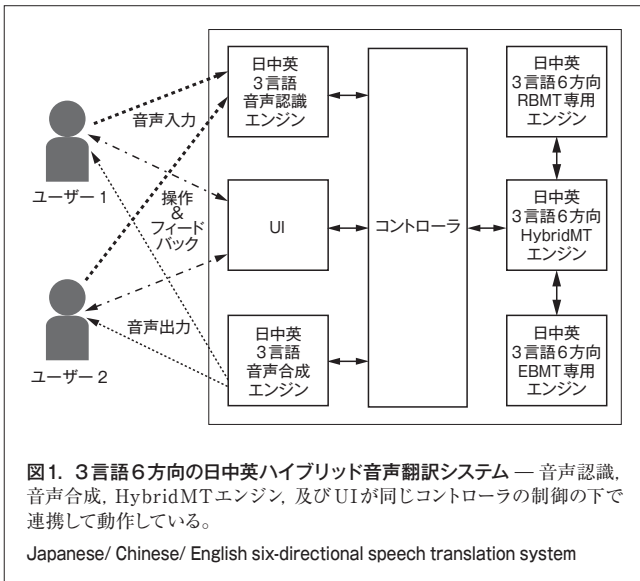 日中英
3言語
音声認識
エンジン
日中英
3言語6方向
RBMT専用
エンジン
音声入力
ユーザー1
操作
&
フィード
バック
UI
コントローラ
日中英
3言語6方向
HybridMT
エンジン
音声出力
ユーザー2
日中英
3言語
音声合成
エンジン
日中英
3言語6方向
EBMT専用
エンジン
図1. 3言語6方向の日中英ハイブリッド音声翻訳システム — 音声認識,
音声合成, HybridMTエンジン, 及びUIが同じコントローラの制御の下で
連携して動作している。
Japanese/ Chinese/ English six-directional speech translation system